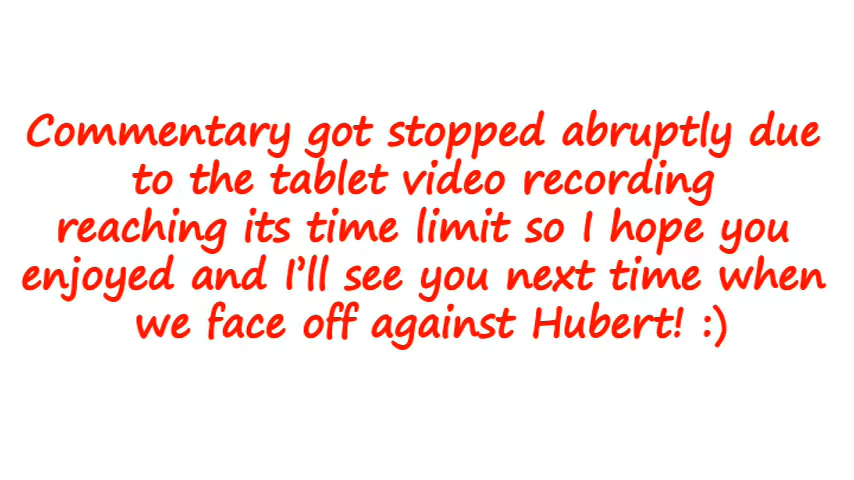 Commentary got stopped abruptly due
to the tablet video recording
reaching its time limit so I hope you
enjoyed and I’ll see you next time when
we face off against Hubert! :)